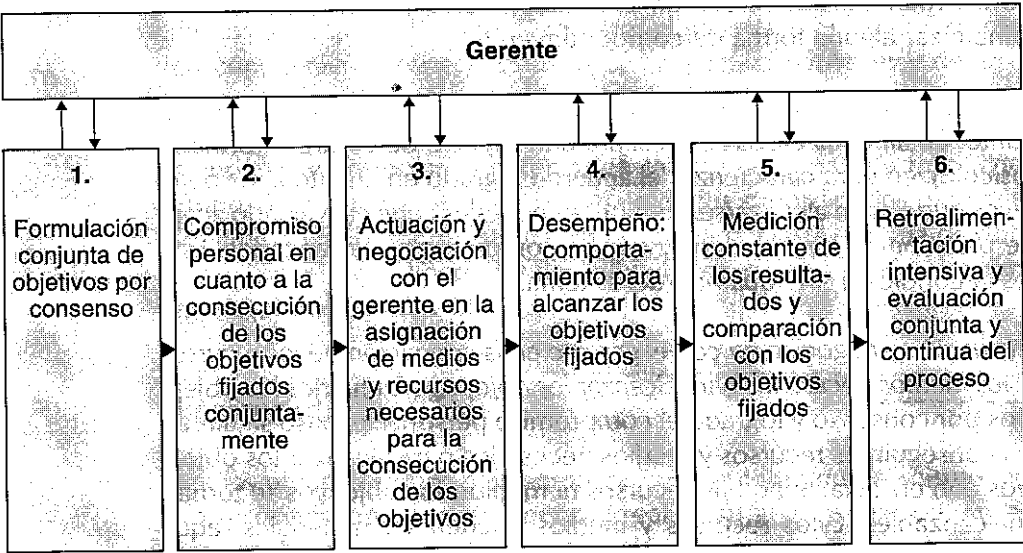 Gerente
1.
Formulación
conjunta de
objetivos por
consenso
2.
Compromiso
personal en
cuanto a la
consecución
de los
objetivos
fijados
conjunta-
mente
3.
Actuación y
negociación
con el
gerente en la
asignación
de medios
y recursos
necesarios
para la
consecución
de los
objetivos
4.
Desempeño:
comporta-
miento para
alcanzar los
objetivos
fijados
5.
Medición
constante de
los resulta-
dos y
comparación
con los
objetivos
fijados
6.
Retroalimen-
tación
intensiva y
evaluación
conjunta y
continua del
proceso